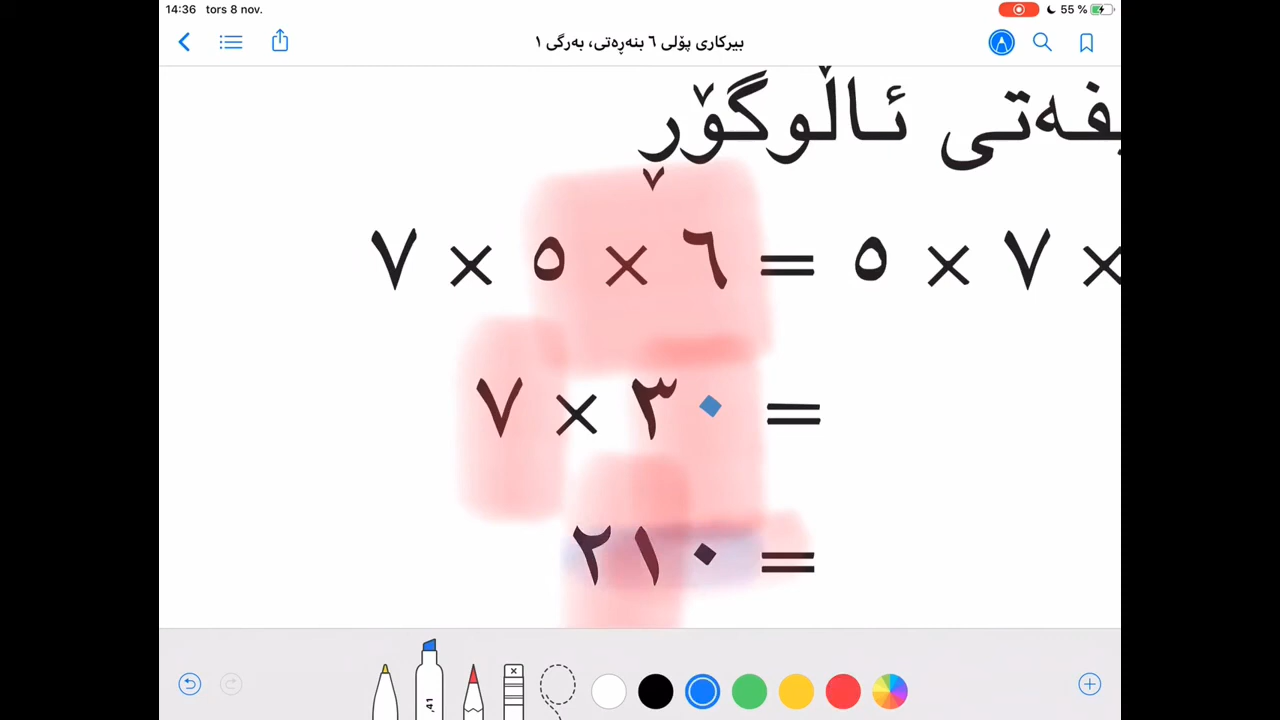 14:36 tors 8 nov. 55 %
بیرکاری پۆلی ٦ بنەڕەتی، بەرگی ١
ئاڵوگۆڕ
× ٧ × ٥ = ٦ × ٥ × ٧
= ٣٠ × ٧
= ٢١٠